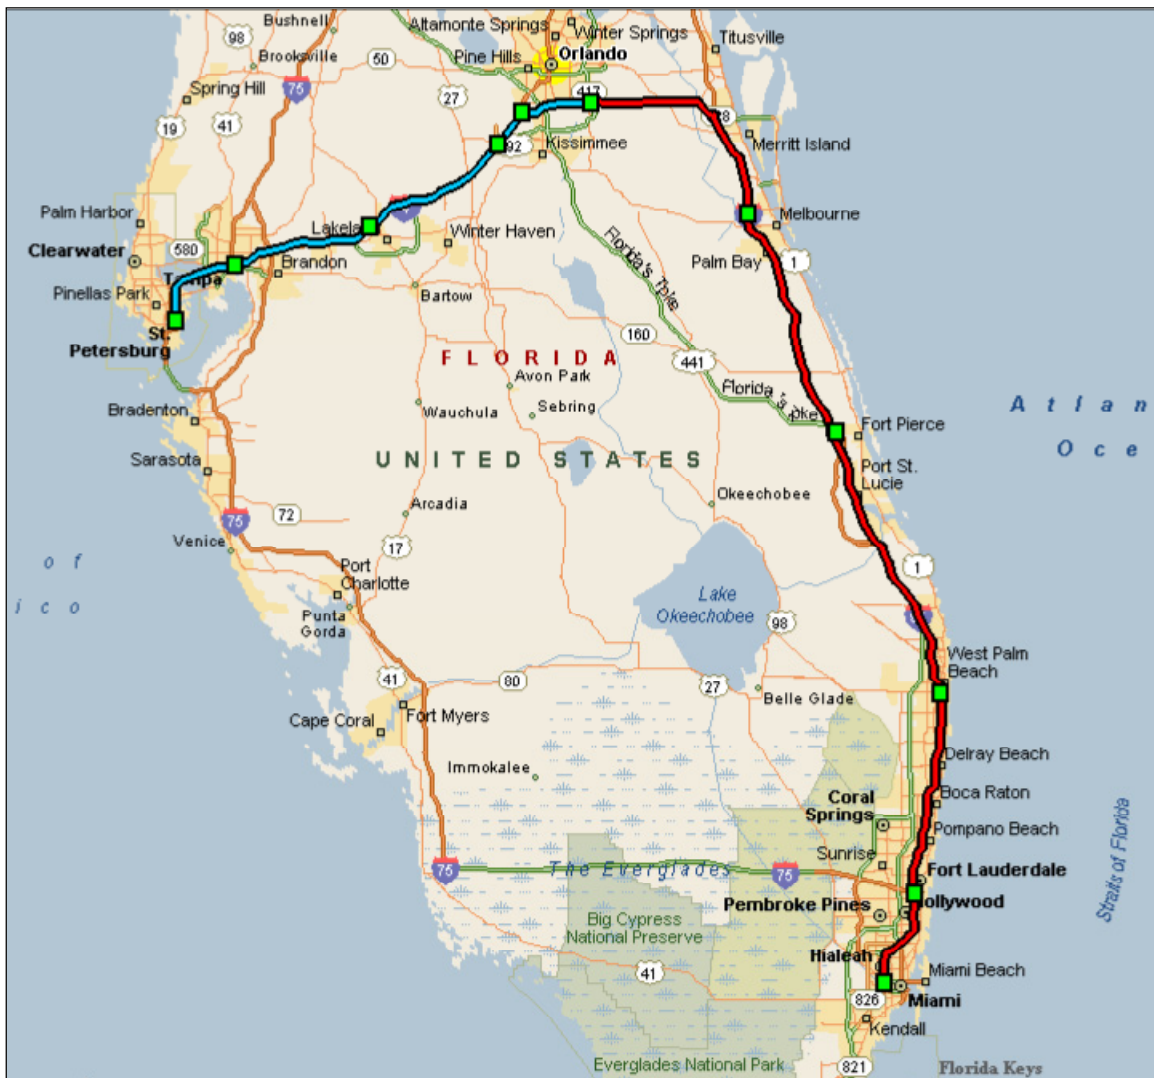 Bushnell
Altamonte Springs
Winter Springs
98
Titusville
Brooksville
50
Pine Hills
Orlando
75
Spring Hill
27
417
19
41
92
Kissimmee
Merritt Island
Palm Harbor
Lakela
Winter Haven
Melbourne
Clearwater
580
Florida's Tpke
Palm Bay
1
Brandon
Tampa
Pinellas Park
Bartow
St.
Petersburg
160
FLORIDA
441
Avon Park
Florida's Tpke
Bradenton
Wauchula
Sebring
Atlan
Oce
Fort Pierce
Sarasota
UNITED STATES
Port St.
Lucie
Okeechobee
Arcadia
75
72
Venice
17
of
ico
Port
Charlotte
1
Lake
Okeechobee
Punta
Gorda
98
West Palm
Beach
41
80
27
Belle Glade
Cape Coral
Fort Myers
Delray Beach
Immokalee
Boca Raton
Coral
Springs
Pompano Beach
Straits of Florida
Sunrise
75
The Everglades
75
Fort Lauderdale
Pembroke Pines
ollywood
Big Cypress
National Preserve
Hialeah
41
Miami Beach
826
Miami
Kendall
Everglades National Park
821
Florida Keys